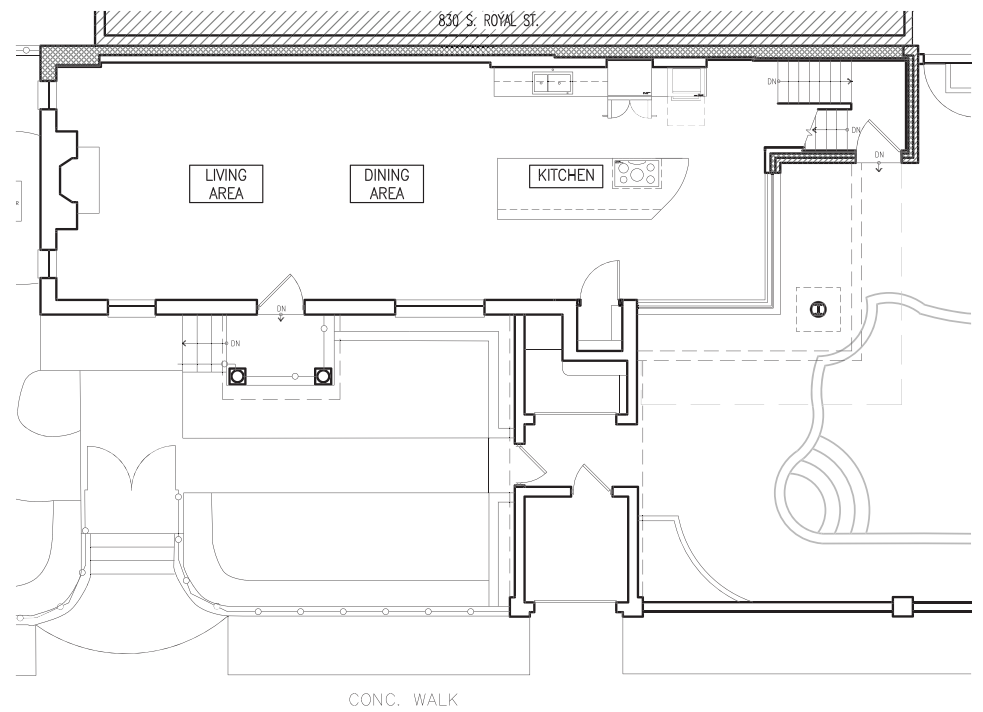 830 S. ROYAL ST.
DN
DN
DN
LIVING
AREA
DINING
AREA
KITCHEN
DN
DN
CONC. WALK